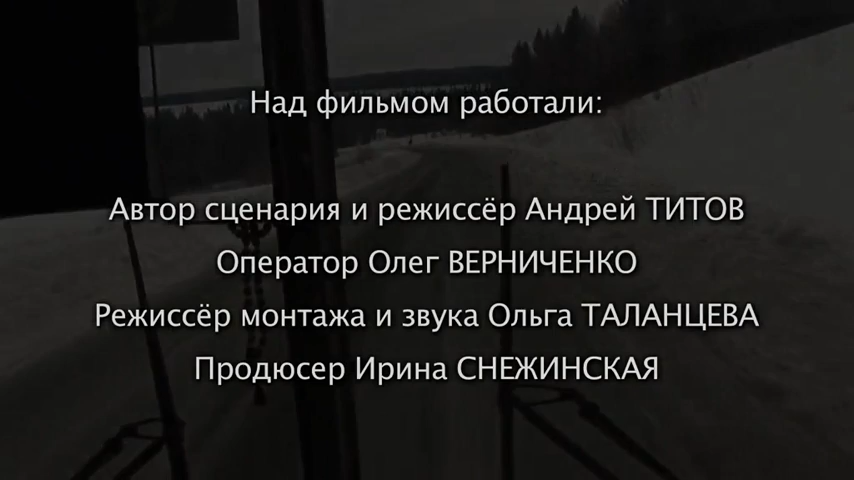 Над фильмом работали:
Автор сценария и режиссёр Андрей ТИТОВ
Оператор Олег ВЕРНИЧЕНКО
Режиссёр монтажа и звука Ольга ТАЛАНЦЕВА
Продюсер Ирина СНЕЖИНСКАЯ